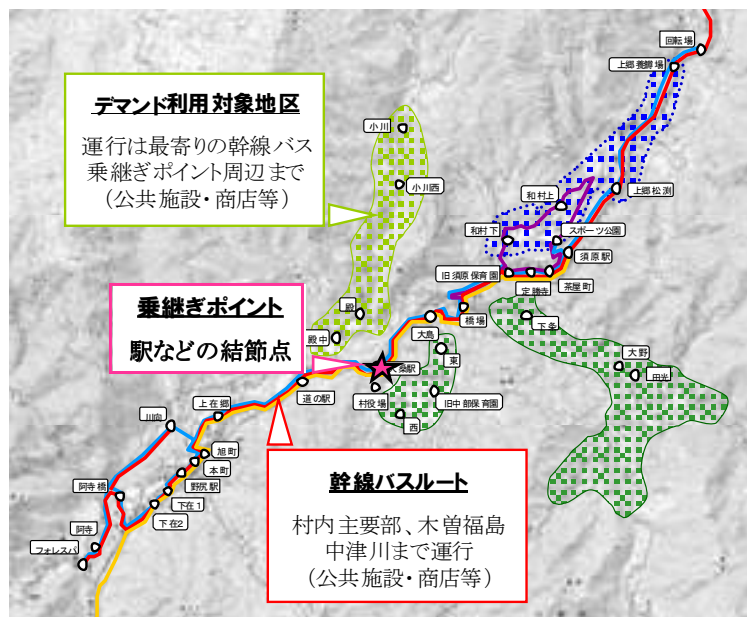 回転場
上郷養鱒場
デマンド利用対象地区
運行は最寄りの幹線バス
乗継ぎポイント周辺まで
（公共施設・商店等）
小川
小川西
上郷松渕
和村上
和村下
スポーツ公園
須原駅
旧須原保育園
茶屋町
定勝寺
乗継ぎポイント
駅などの結節点
殿
殿中
橋場
大島
下条
大野
田光
東
桑駅
村役場
旧中部保育園
西
道の駅
上在郷
川向
旭町
本町
野尻駅
下在1
下在2
阿寺橋
阿寺
フォレスパ
幹線バスルート
村内主要部、木曽福島
中津川まで運行
（公共施設・商店等）